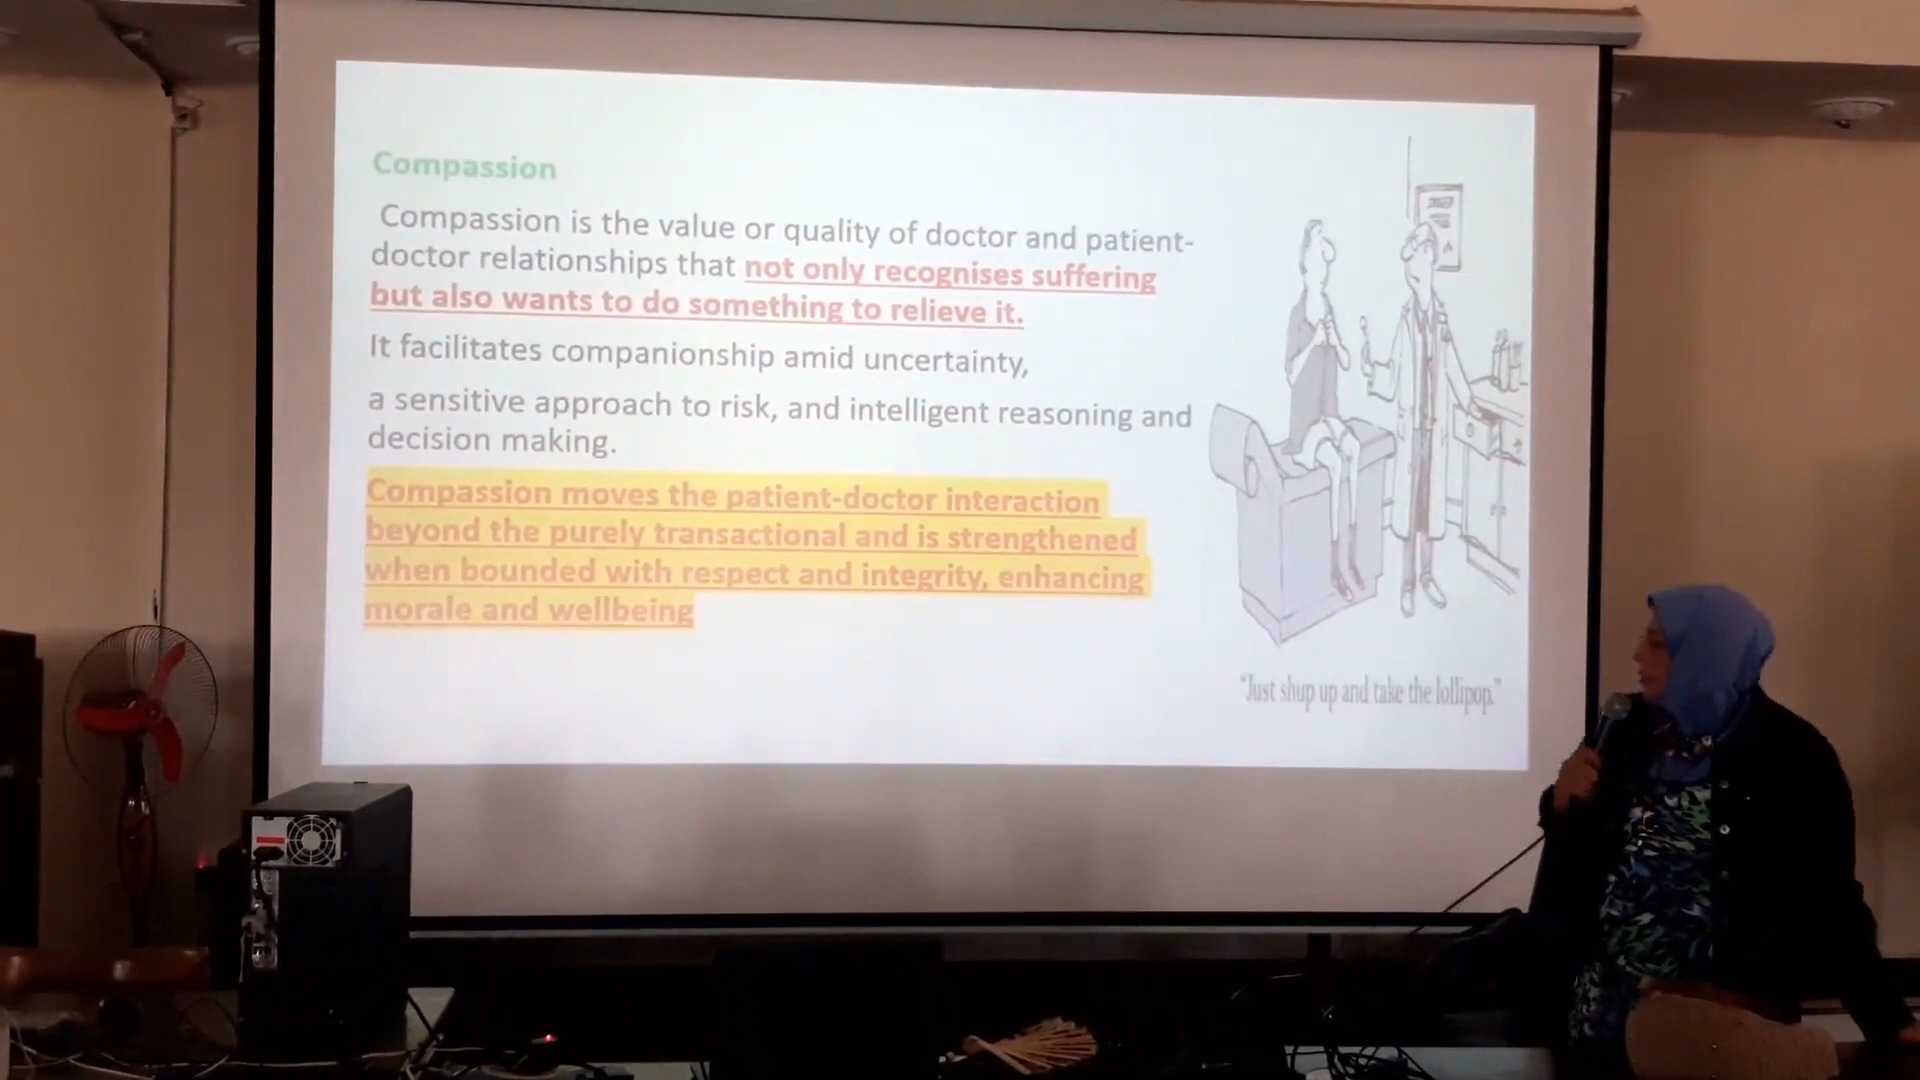 Compassion
Compassion is the value or quality of doctor and patient-
doctor relationships that not only recognises suffering
but also wants to do something to relieve it.
It facilitates companionship amid uncertainty,
a sensitive approach to risk, and intelligent reasoning and
decision making.
Compassion moves the patient-doctor interaction
beyond the purely transactional and is strengthened
when bounded with respect and integrity, enhancing
morale and wellbeing
"Just shup up and take the lollipop."